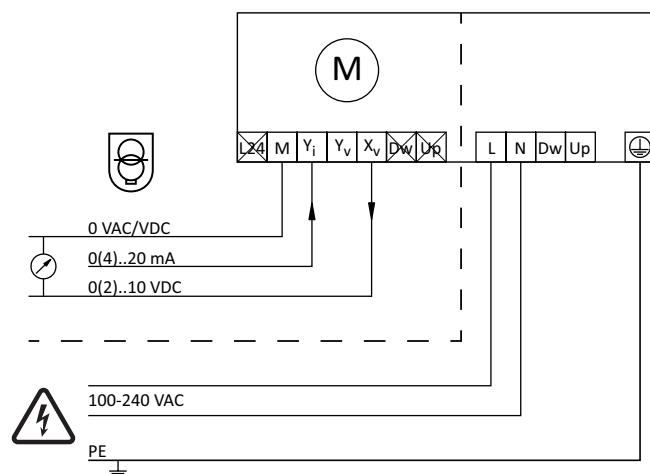 M
L24 M Yi Yv Xv Dw Up L N Dw Up
0 VAC/VDC
0(4)..20 mA
0(2)..10 VDC
100-240 VAC
PE